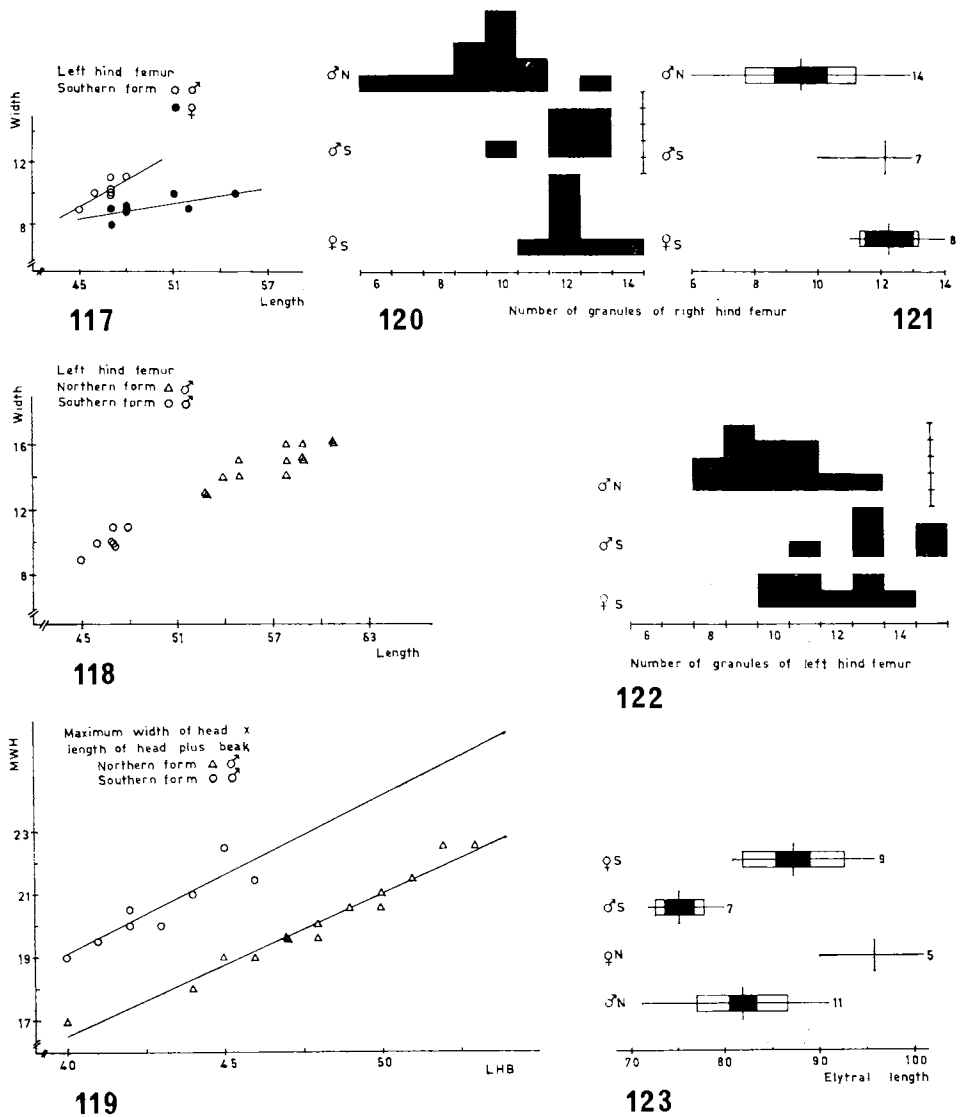 Left hind femur
Southern form ○ ♂
● ♀
Width
12
10
8
45 51 57
Length
117
♂N
♂S
♀S
6 8 10 12 14
Number of granules of right hind femur
120
♂N
14
♂S
7
♀S
8
6 8 10 12 14
121
Left hind femur
Northern form △ ♂
Southern form ○ ♂
Width
16
12
8
45 51 57 63
Length
118
♂N
♂S
♀S
6 8 10 12 14
Number of granules of left hind femur
122
Maximum width of head x
length of head plus beak
Northern form △ ♂
Southern form ○ ♂
MWH
23
21
19
17
40 45 50
LHB
119
♀S
9
♂S
7
♀N
5
♂N
11
70 80 90 100
Elytral length
123